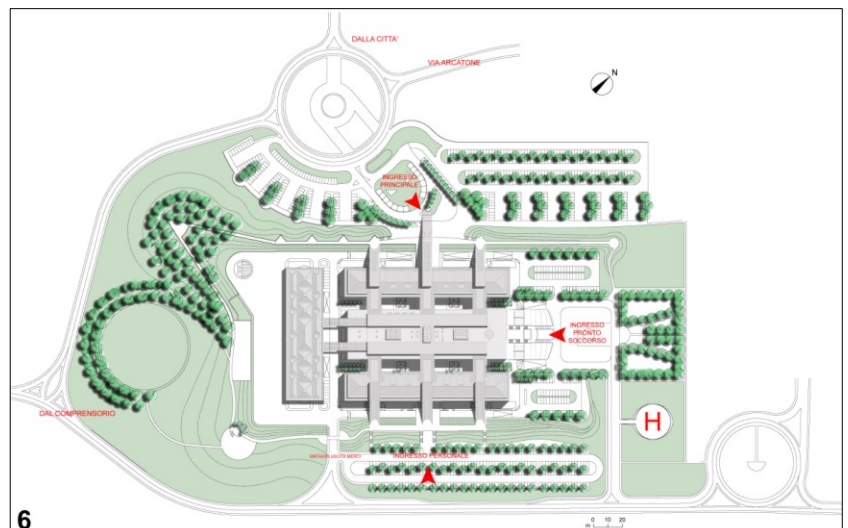 DALLA CITTA'
VIA ARCATONE
N
INGRESSO
PRINCIPALE
INGRESSO
PRONTO
SOCCORSO
DAL COMPRENSORIO
H
INGRESSO PERSONALE
6
m 0 10 20